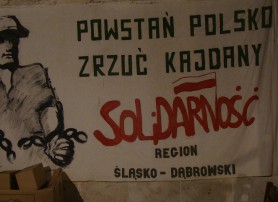 POWSTAŃ POLSKO
ZRZUĆ KAJDANY
SOLiDARNOŚĆ
REGION
ŚLĄSKO - DĄBROWSKI